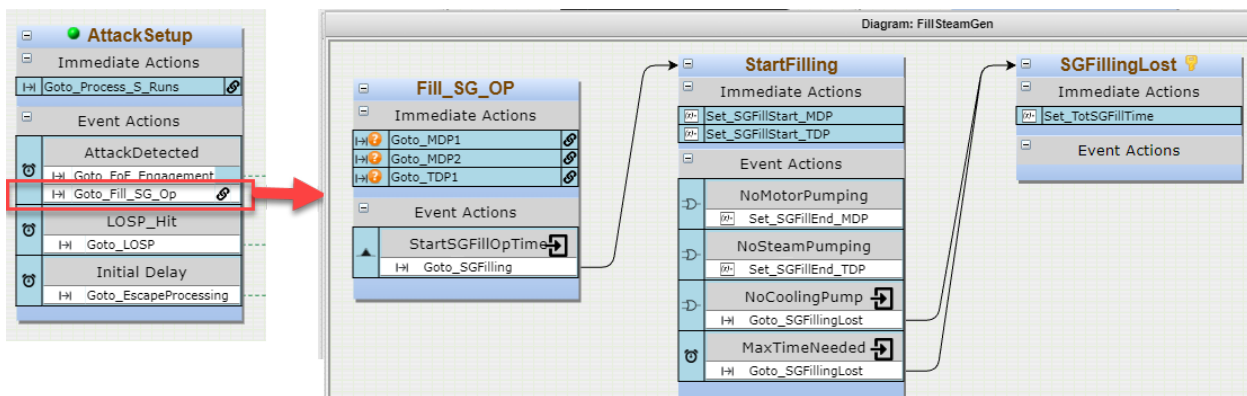 AttackSetup
Immediate Actions
Goto_Process_S_Runs
Event Actions
AttackDetected
Goto_FoF_Engagement
Goto_Fill_SG_Op
LOSP_Hit
Goto_LOSP
Initial Delay
Goto_EscapeProcessing
Diagram: FillSteamGen
Fill_SG_OP
Immediate Actions
Goto_MDP1
Goto_MDP2
Goto_TDP1
Event Actions
StartSGFillOpTime
Goto_SGFilling
StartFilling
Immediate Actions
Set_SGFillStart_MDP
Set_SGFillStart_TDP
Event Actions
NoMotorPumping
Set_SGFillEnd_MDP
NoSteamPumping
Set_SGFillEnd_TDP
NoCoolingPump
Goto_SGFillingLost
MaxTimeNeeded
Goto_SGFillingLost
SGFillingLost
Immediate Actions
Set_TotSGFillTime
Event Actions